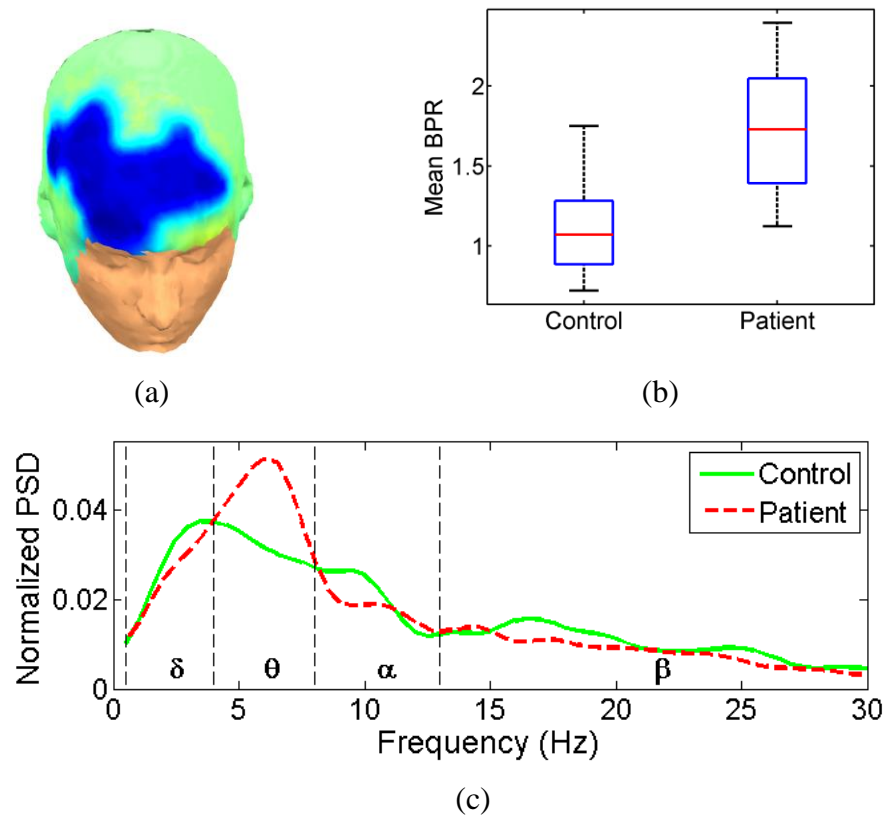 (a)
Mean BPR
2
1.5
1
Control Patient
(b)
Normalized PSD
0.04
0.02
0
Control
Patient
δ θ α β
0 5 10 15 20 25 30
Frequency (Hz)
(c)